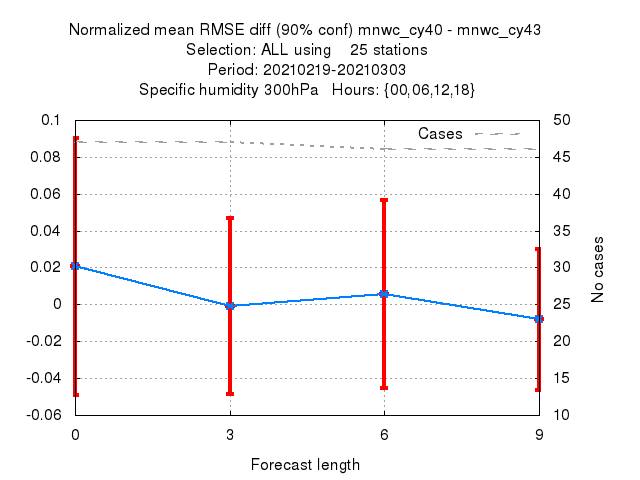 Normalized mean RMSE diff (90% conf) mnwc_cy40 - mnwc_cy43
Selection: ALL using    25 stations
Period: 20210219-20210303
Specific humidity 300hPa   Hours: {00,06,12,18}
Cases
0.1
0.08
0.06
0.04
0.02
0
-0.02
-0.04
-0.06
50
45
40
35
30
25
20
15
10
No cases
0 3 6 9
Forecast length